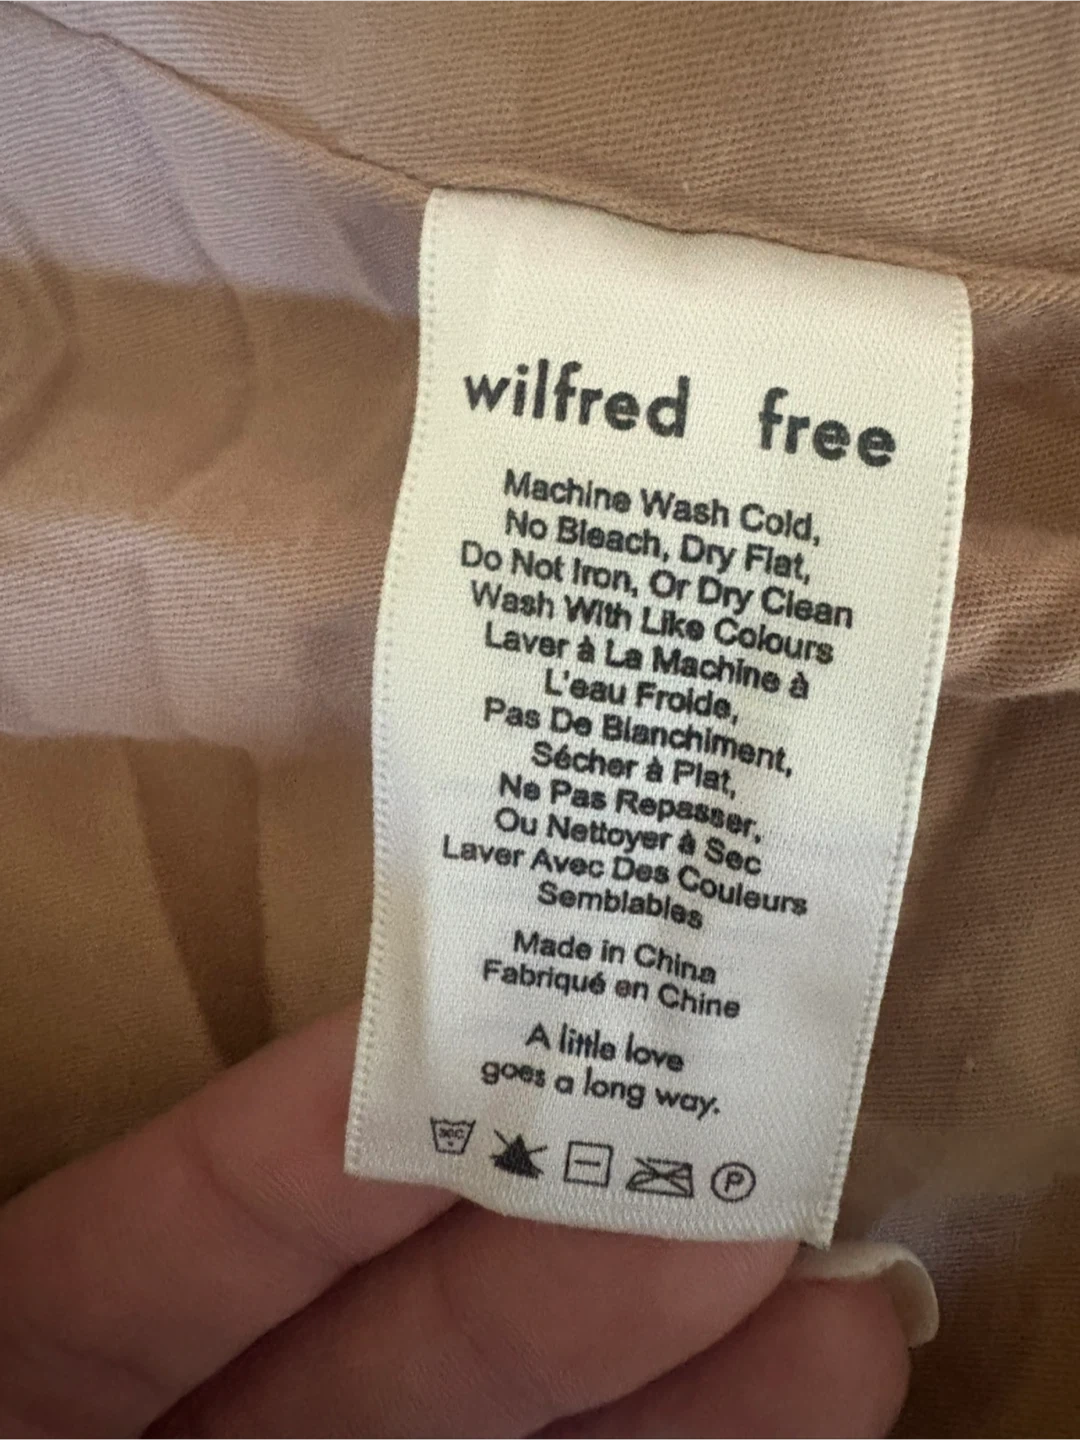 wilfred free
Machine Wash Cold,
No Bleach, Dry Flat,
Do Not Iron, Or Dry Clean
Wash With Like Colours
Laver à La Machine à
L'eau Froide,
Pas De Blanchiment,
Sécher à Plat,
Ne Pas Repasser,
Ou Nettoyer à Sec
Laver Avec Des Couleurs
Semblables
Made in China
Fabriqué en Chine
A little love
goes a long way.
30C
P